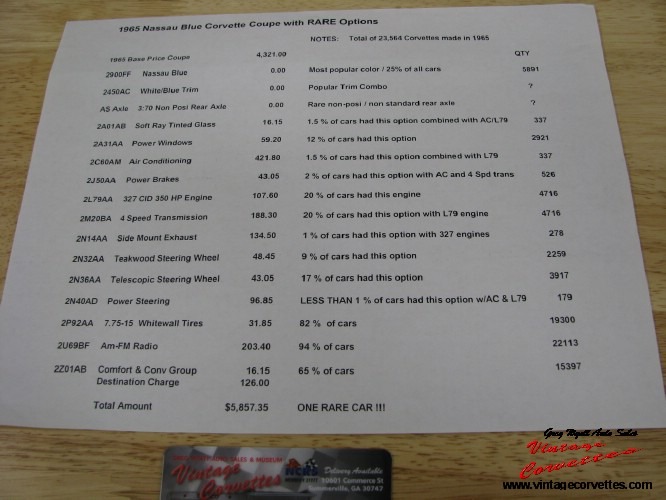 1965 Nassau Blue Corvette Coupe with RARE Options
NOTES: Total of 23,564 Corvettes made in 1965
1965 Base Price Coupe 4,321.00 QTY
2900FF Nassau Blue 0.00 Most popular color / 25% of all cars 5891
2450AC White/Blue Trim 0.00 Popular Trim Combo ?
AS Axle 3:70 Non Posi Rear Axle 0.00 Rare non-posi / non standard rear axle ?
2A01AB Soft Ray Tinted Glass 16.15 1.5 % of cars had this option combined with AC/L79 337
2A31AA Power Windows 59.20 12 % of cars had this option 2921
2C60AM Air Conditioning 421.80 1.5 % of cars had this option combined with L79 337
2J50AA Power Brakes 43.05 2 % of cars had this option with AC and 4 Spd trans 526
2L79AA 327 CID 350 HP Engine 107.60 20 % of cars had this engine 4716
2M20BA 4 Speed Transmission 188.30 20 % of cars had this option with L79 engine 4716
2N14AA Side Mount Exhaust 134.50 1 % of cars had this option with 327 engines 278
2N32AA Teakwood Steering Wheel 48.45 9 % of cars had this option 2259
2N36AA Telescopic Steering Wheel 43.05 17 % of cars had this option 3917
2N40AD Power Steering 96.85 LESS THAN 1 % of cars had this option w/AC & L79 179
2P92AA 7.75-15 Whitewall Tires 31.85 82 % of cars 19300
2U69BF Am-FM Radio 203.40 94 % of cars 22113
2Z01AB Comfort & Conv Group 16.15 65 % of cars 15397
Destination Charge 126.00
Total Amount $5,857.35 ONE RARE CAR !!!
AUTO SALES & MUSEUM
Vintage Corvettes
NCRS
Delivery Available
10601 Commerce St
Summerville, GA 30747
Greg Wyatt Auto Sales
Vintage
Corvettes
www.vintagecorvettes.com